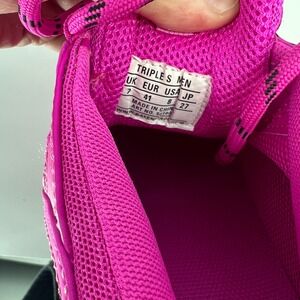 TRIPLE S MEN
UK EUR USA JP
7 41 8 27
MADE IN CHINA